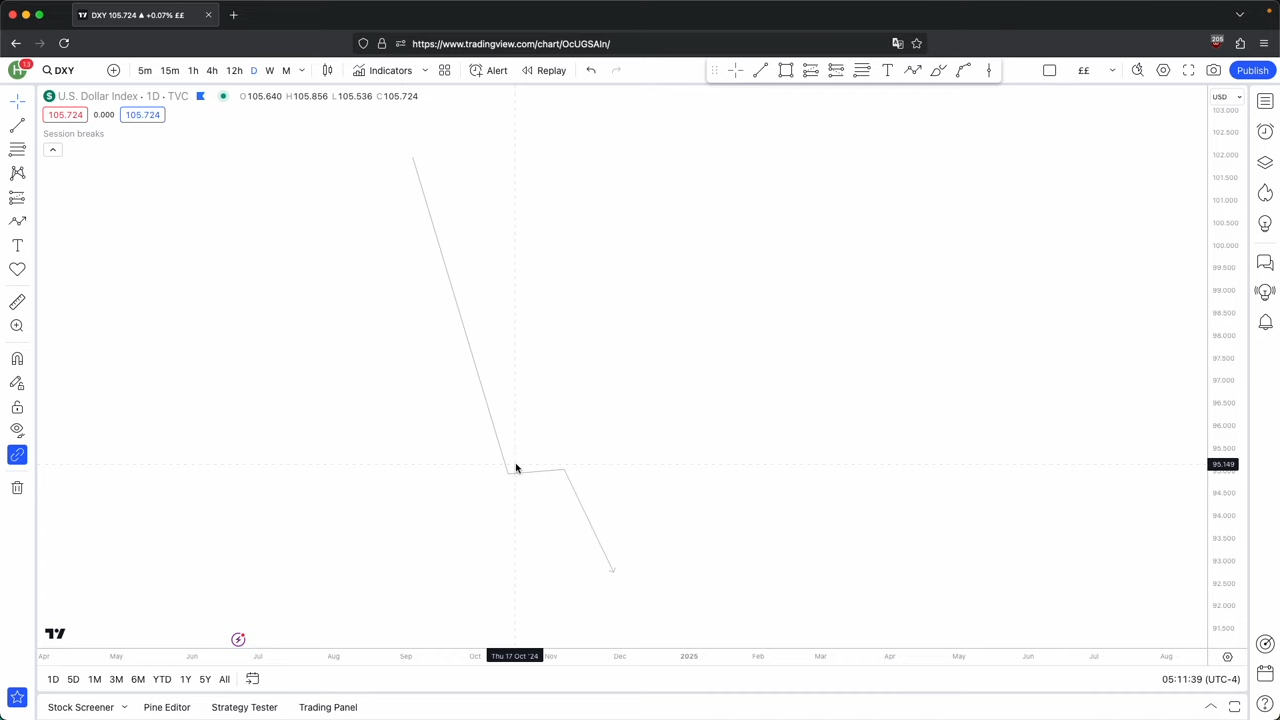 DXY 105.724 ▲ +0.07% ££
https://www.tradingview.com/chart/OcUGSAIn/
205
H 13 DXY 5m 15m 1h 4h 12h D W M Indicators Alert Replay ££ Publish
U.S. Dollar Index · 1D · TVC O105.640 H105.856 L105.536 C105.724
USD
105.724 0.000 105.724
Session breaks
103.000
102.500
102.000
101.500
101.000
100.500
100.000
99.500
99.000
98.500
98.000
97.500
97.000
96.500
96.000
95.500
95.149
94.500
94.000
93.500
93.000
92.500
92.000
91.500
Apr May Jun Jul Aug Sep Oct Thu 17 Oct '24 Nov Dec 2025 Feb Mar Apr May Jun Jul Aug
1D 5D 1M 3M 6M YTD 1Y 5Y All 05:11:39 (UTC-4)
Stock Screener Pine Editor Strategy Tester Trading Panel